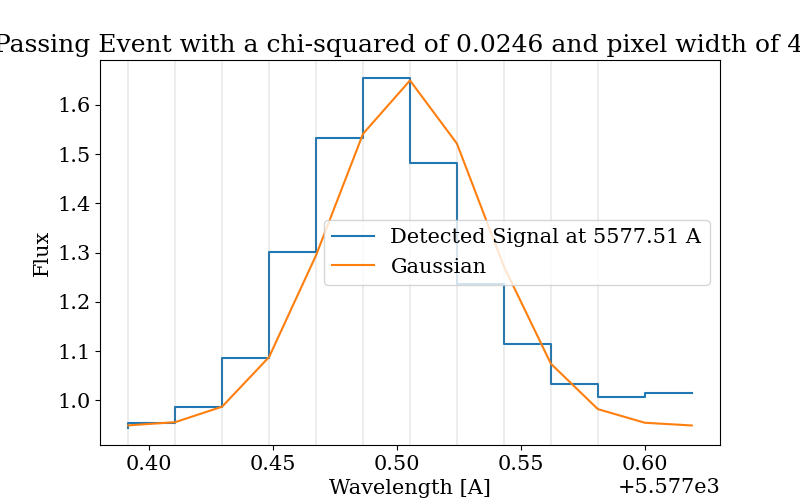 Passing Event with a chi-squared of 0.0246 and pixel width of 4
1.6
1.5
1.4
1.3
1.2
1.1
1.0
Flux
Detected Signal at 5577.51 A
Gaussian
0.40 0.45 0.50 0.55 0.60
+5.577e3
Wavelength [A]